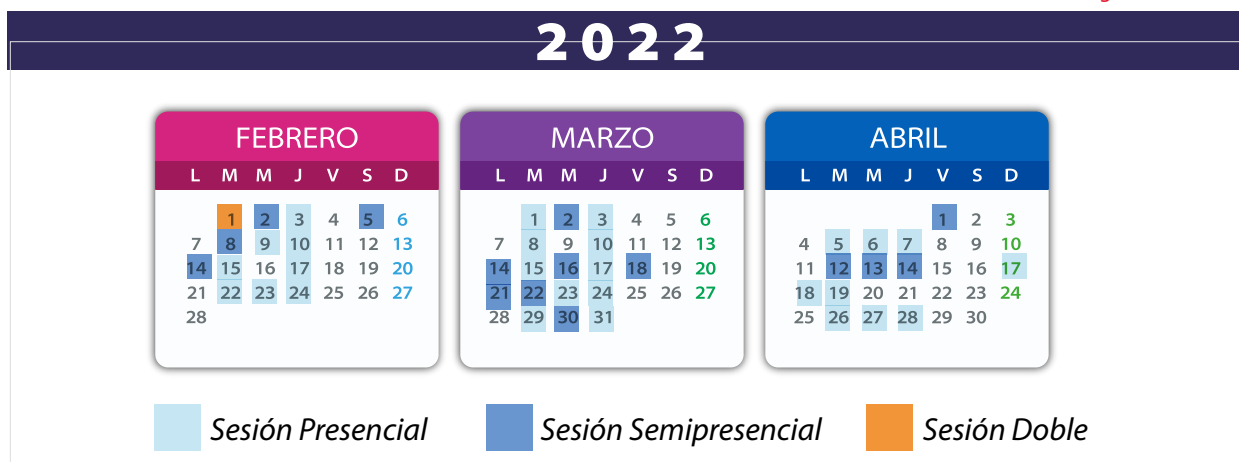 2022
FEBRERO
L M M J V S D
1 2 3 4 5 6
7 8 9 10 11 12 13
14 15 16 17 18 19 20
21 22 23 24 25 26 27
28
MARZO
L M M J V S D
1 2 3 4 5 6
7 8 9 10 11 12 13
14 15 16 17 18 19 20
21 22 23 24 25 26 27
28 29 30 31
ABRIL
L M M J V S D
1 2 3
4 5 6 7 8 9 10
11 12 13 14 15 16 17
18 19 20 21 22 23 24
25 26 27 28 29 30
Sesión Presencial
Sesión Semipresencial
Sesión Doble